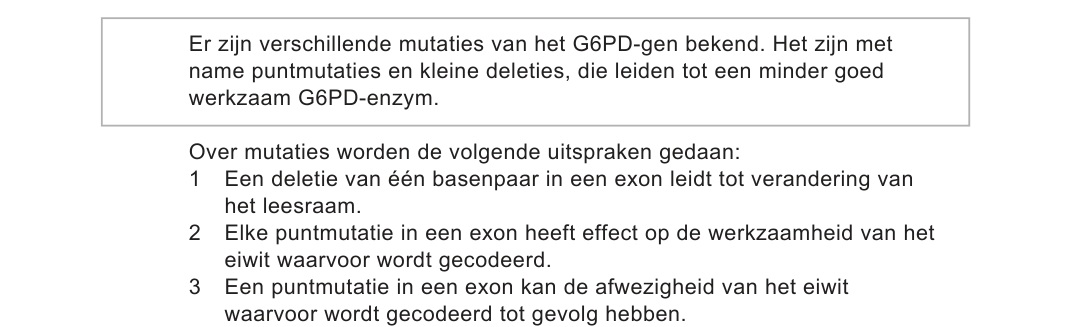 Er zijn verschillende mutaties van het G6PD-gen bekend. Het zijn met
name puntmutaties en kleine deleties, die leiden tot een minder goed
werkzaam G6PD-enzym.
Over mutaties worden de volgende uitspraken gedaan:
1 Een deletie van één basenpaar in een exon leidt tot verandering van
het leesraam.
2 Elke puntmutatie in een exon heeft effect op de werkzaamheid van het
eiwit waarvoor wordt gecodeerd.
3 Een puntmutatie in een exon kan de afwezigheid van het eiwit
waarvoor wordt gecodeerd tot gevolg hebben.